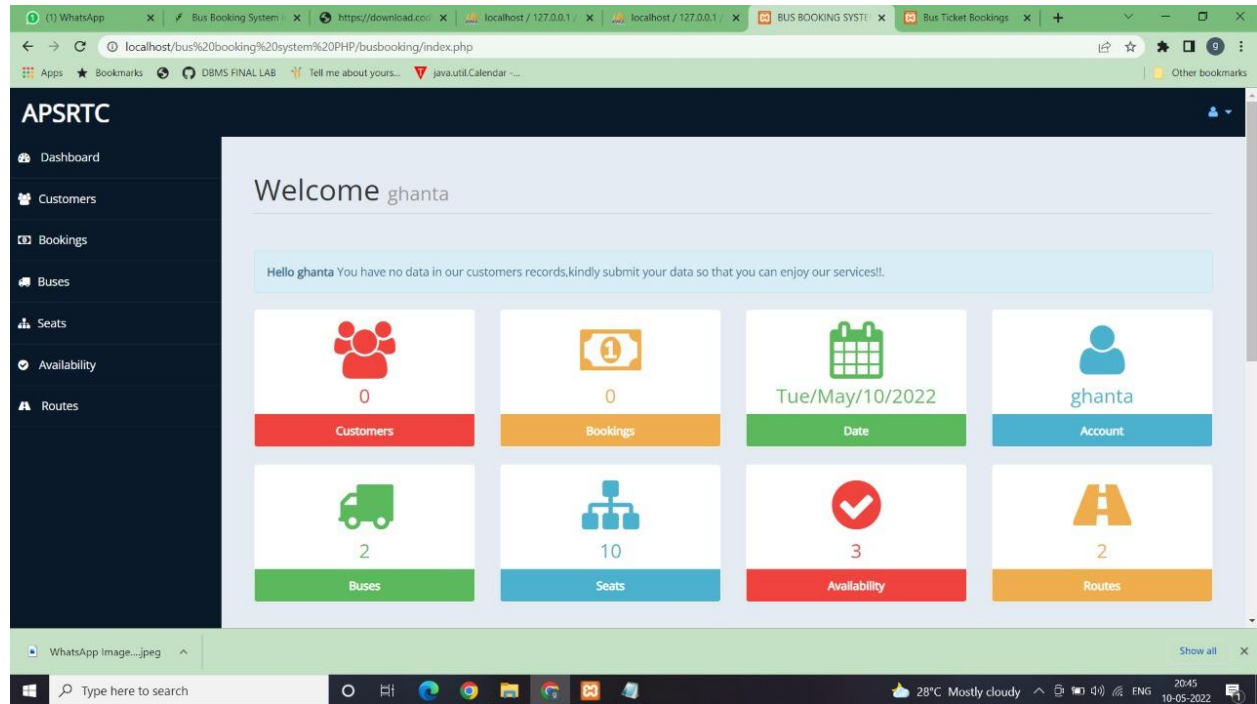 (1) WhatsApp
Bus Booking System I
https://download.cod
localhost / 127.0.0.1 /
localhost / 127.0.0.1 /
BUS BOOKING SYSTE
Bus Ticket Bookings
localhost/bus%20booking%20system%20PHP/busbooking/index.php
9
Apps
Bookmarks
DBMS FINAL LAB
Tell me about yours...
java.util.Calendar -...
Other bookmarks
APSRTC
Dashboard
Customers
Bookings
Buses
Seats
Availability
Routes
Welcome ghanta
Hello ghanta You have no data in our customers records,kindly submit your data so that you can enjoy our services!!.
0
Customers
1
0
Bookings
Tue/May/10/2022
Date
ghanta
Account
2
Buses
10
Seats
3
Availability
2
Routes
WhatsApp Image....jpeg
Show all
Type here to search
28°C Mostly cloudy
ENG
20:45
10-05-2022
1